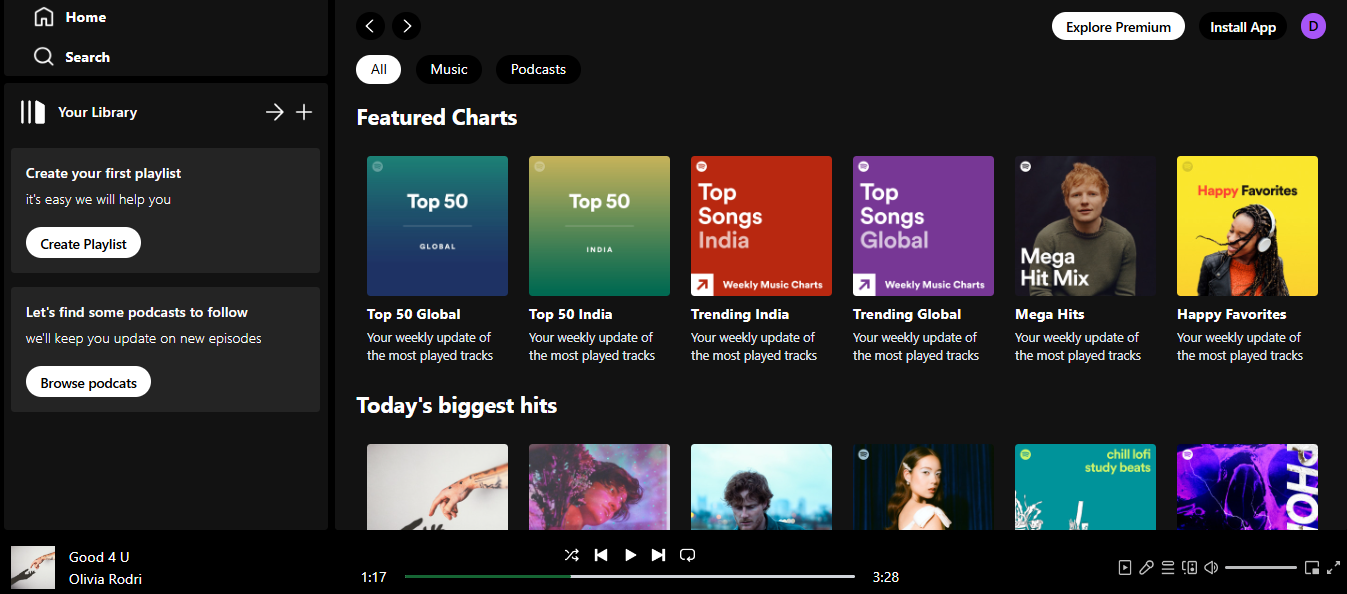 Home
Search
Your Library
Create your first playlist
it's easy we will help you
Create Playlist
Let's find some podcasts to follow
we'll keep you update on new episodes
Browse podcats
Explore Premium
Install App
D
All
Music
Podcasts
Featured Charts
Top 50
GLOBAL
Top 50
INDIA
Top
Songs
India
Weekly Music Charts
Top
Songs
Global
Weekly Music Charts
Mega
Hit Mix
Happy Favorites
Top 50 Global
Your weekly update of
the most played tracks
Top 50 India
Your weekly update of
the most played tracks
Trending India
Your weekly update of
the most played tracks
Trending Global
Your weekly update of
the most played tracks
Mega Hits
Your weekly update of
the most played tracks
Happy Favorites
Your weekly update of
the most played tracks
Today's biggest hits
chill lofi
study beats
Good 4 U
Olivia Rodri
1:17
3:28